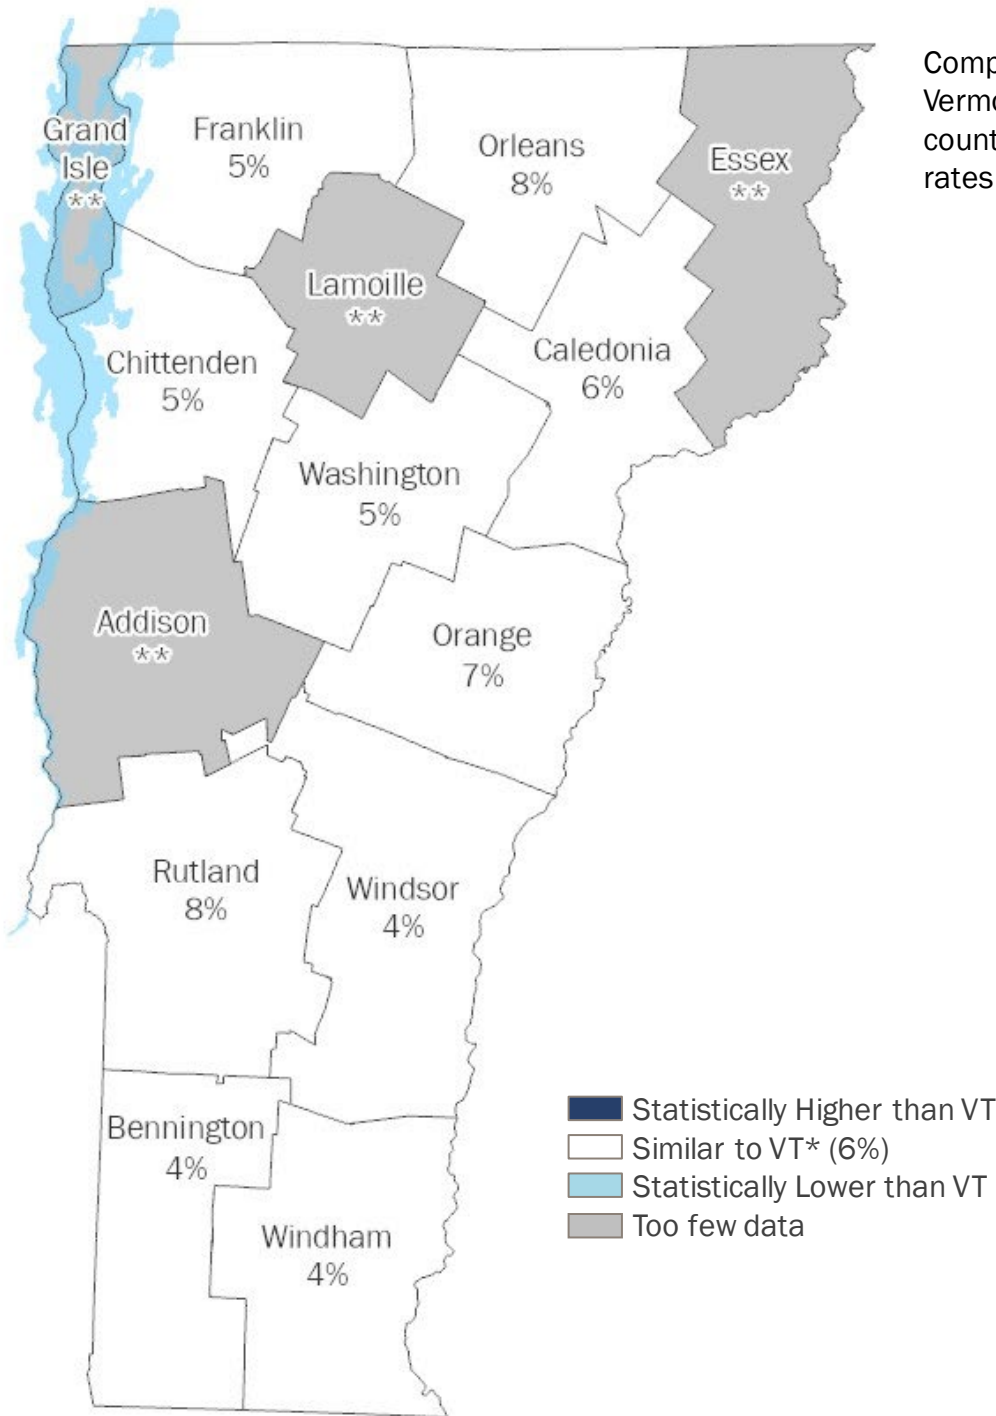 Comp
Vermo
count
rates
Grand
Isle
**
Franklin
5%
Orleans
8%
Essex
**
Lamoille
**
Chittenden
5%
Caledonia
6%
Washington
5%
Addison
**
Orange
7%
Rutland
8%
Windsor
4%
Bennington
4%
Windham
4%
Statistically Higher than VT
Similar to VT* (6%)
Statistically Lower than VT
Too few data